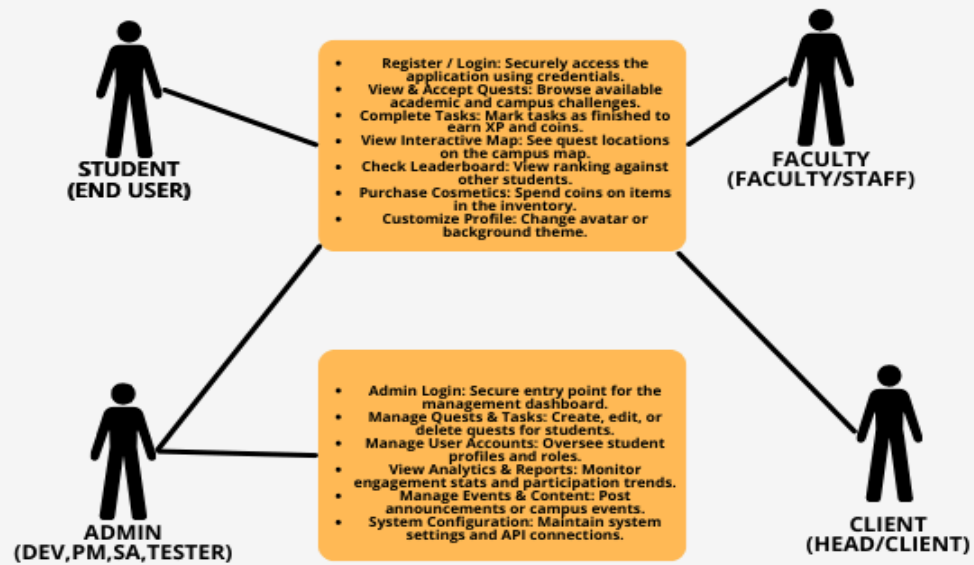 • Register / Login: Securely access the
application using credentials.
• View & Accept Quests: Browse available
academic and campus challenges.
• Complete Tasks: Mark tasks as finished to
earn XP and coins.
• View Interactive Map: See quest locations
on the campus map.
• Check Leaderboard: View ranking against
other students.
• Purchase Cosmetics: Spend coins on items
in the inventory.
• Customize Profile: Change avatar or
background theme.
STUDENT
(END USER)
FACULTY
(FACULTY/STAFF)
• Admin Login: Secure entry point for the
management dashboard.
• Manage Quests & Tasks: Create, edit, or
delete quests for students.
• Manage User Accounts: Oversee student
profiles and roles.
• View Analytics & Reports: Monitor
engagement stats and participation trends.
• Manage Events & Content: Post
announcements or campus events.
• System Configuration: Maintain system
settings and API connections.
ADMIN
(DEV,PM,SA,TESTER)
CLIENT
(HEAD/CLIENT)